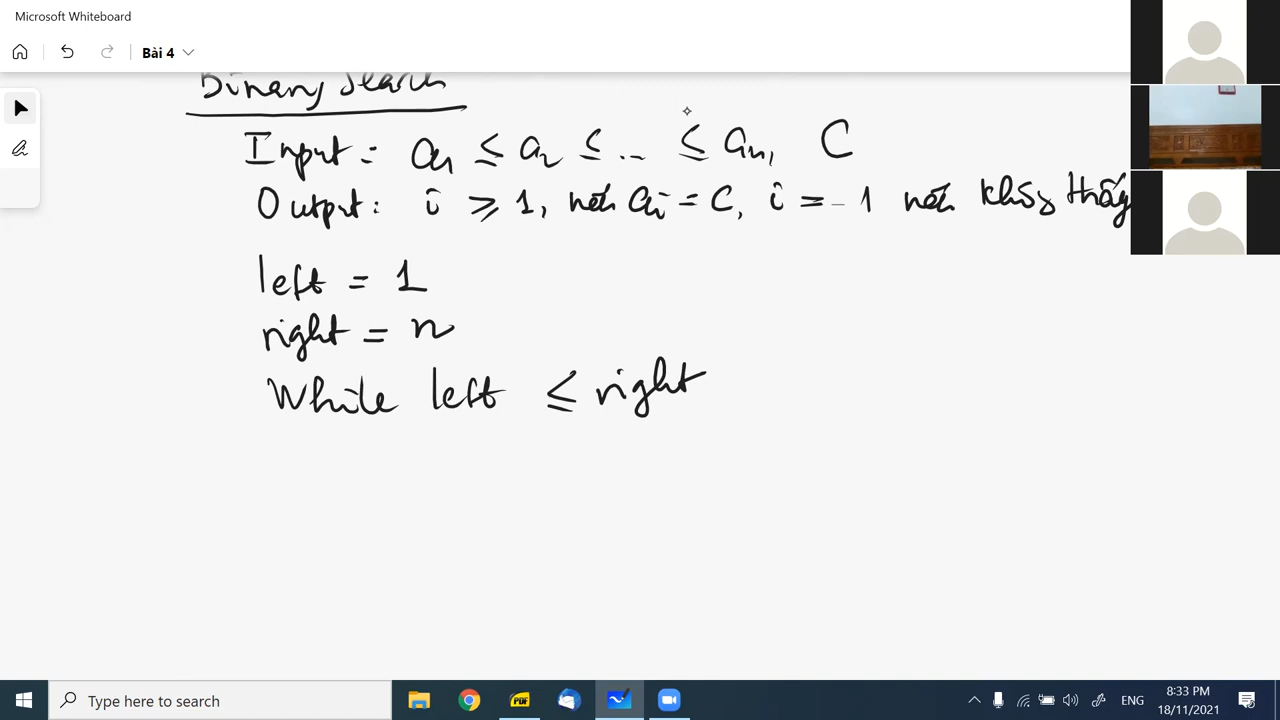 Microsoft Whiteboard
Bài 4
Binary Search
Input: a1 ≤ a2 ≤ ... ≤ an, C
Output: i ≥ 1, nếu ai = C, i = -1 nếu không thấy
left = 1
right = n
While left ≤ right
Type here to search
PDF
ENG
8:33 PM
18/11/2021